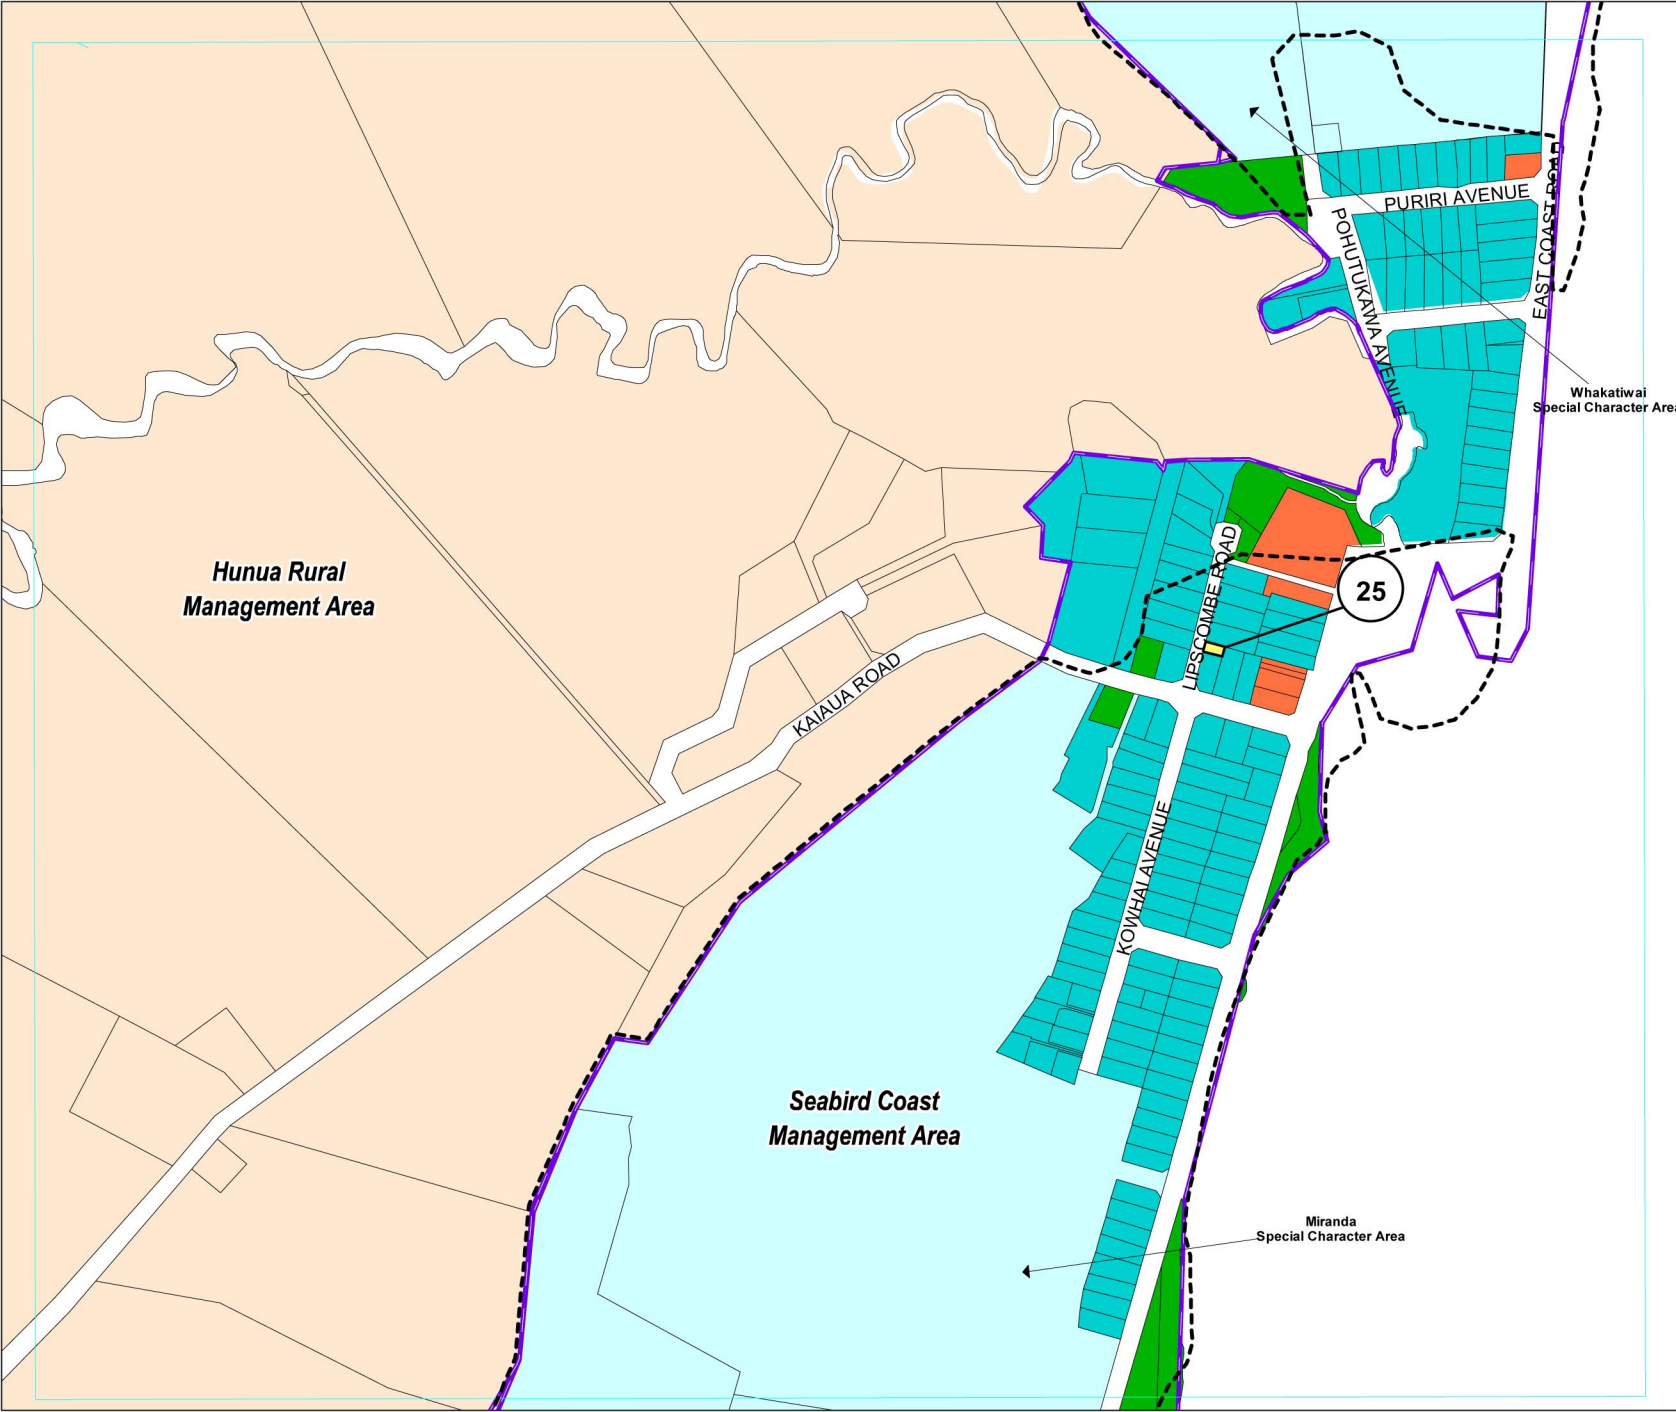 PURIRI AVENUE
POHUTUKAWA AVENUE
EAST COAST ROAD
Whakatiwai
Special Character Area
Hunua Rural
Management Area
LIPSCOMBE ROAD
25
KAIAUA ROAD
KOWHAI AVENUE
Seabird Coast
Management Area
Miranda
Special Character Area